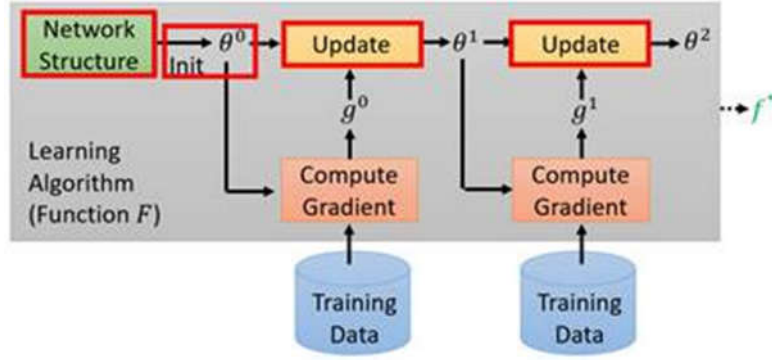 Network
Structure
Init
θ⁰
Update
θ¹
Update
θ²
g⁰
g¹
f*
Learning
Algorithm
(Function F)
Compute
Gradient
Compute
Gradient
Training
Data
Training
Data